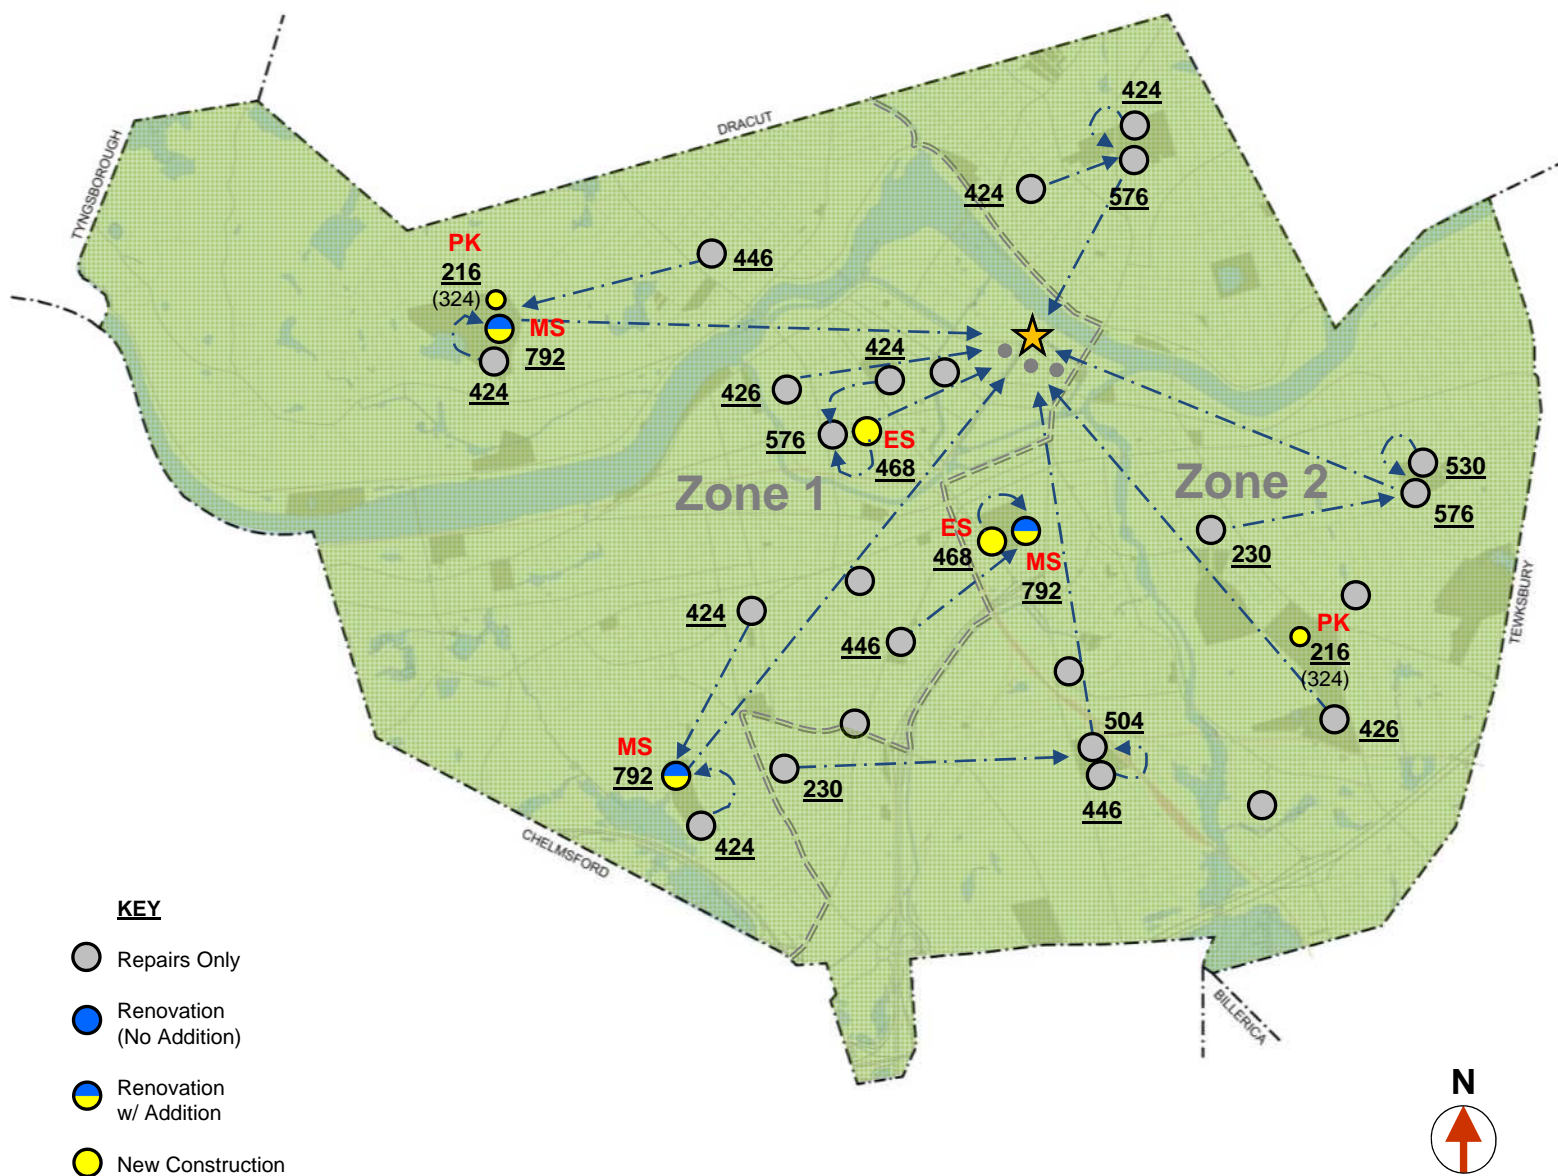 424
DRACUT
TYNGSBOROUGH
424
576
PK
216
(324)
446
MS
792
424
424
426
576
ES
468
Zone 1
Zone 2
530
576
230
ES
468
MS
792
TEWKSBURY
424
446
PK
216
(324)
426
504
MS
792
230
446
424
CHELMSFORD
KEY
Repairs Only
Renovation
(No Addition)
Renovation
w/ Addition
New Construction
BILLERICA
N